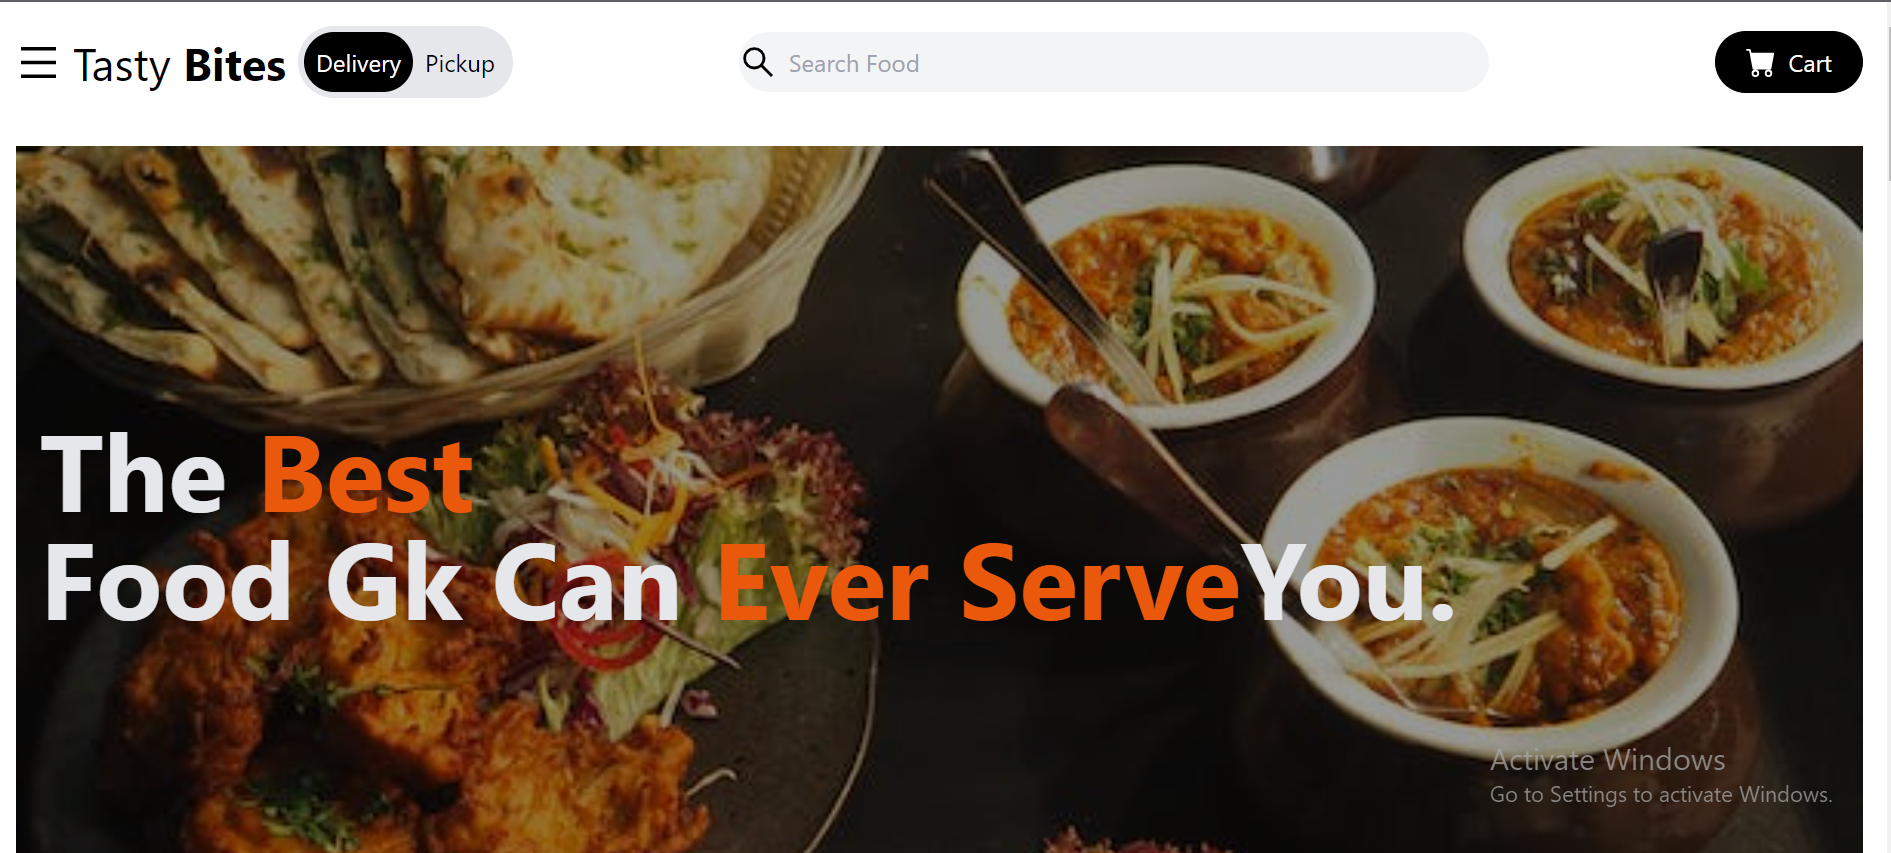 Tasty Bites Delivery Pickup Search Food Cart
The Best
Food Gk Can Ever ServeYou.
Activate Windows
Go to Settings to activate Windows.